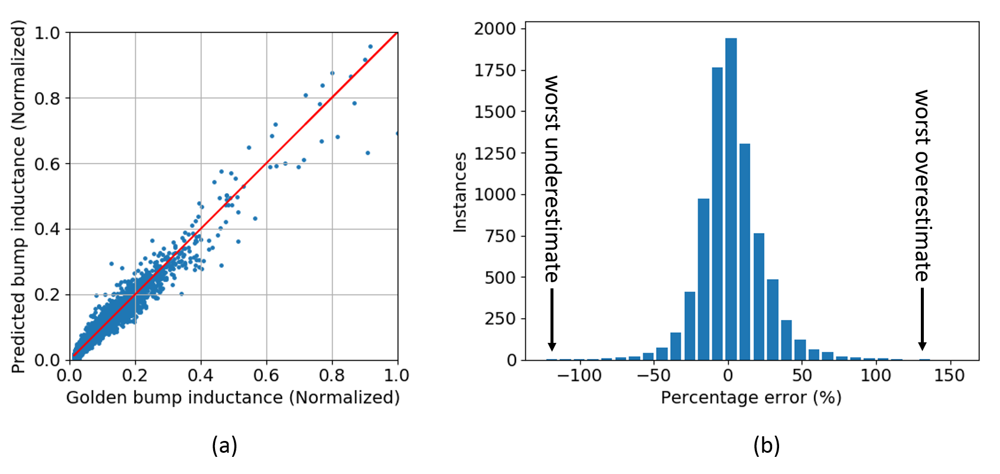 Predicted bump inductance (Normalized)
1.0
0.8
0.6
0.4
0.2
0.0
0.0 0.2 0.4 0.6 0.8 1.0
Golden bump inductance (Normalized)
(a)
Instances
2000
1750
1500
1250
1000
750
500
250
0
worst underestimate
worst overestimate
−100 −50 0 50 100 150
Percentage error (%)
(b)